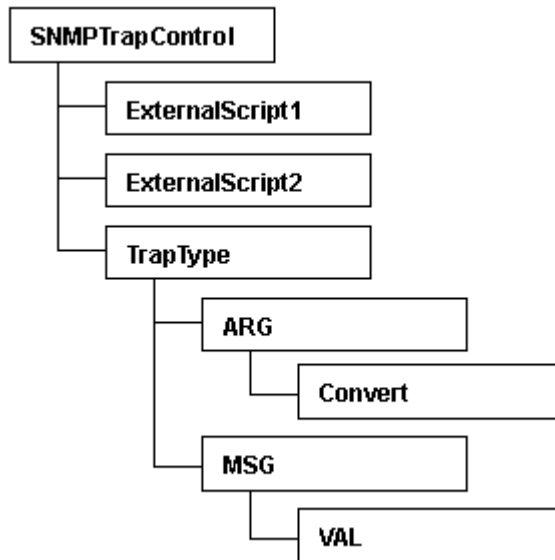 SNMPTrapControl
ExternalScript1
ExternalScript2
TrapType
ARG
Convert
MSG
VAL